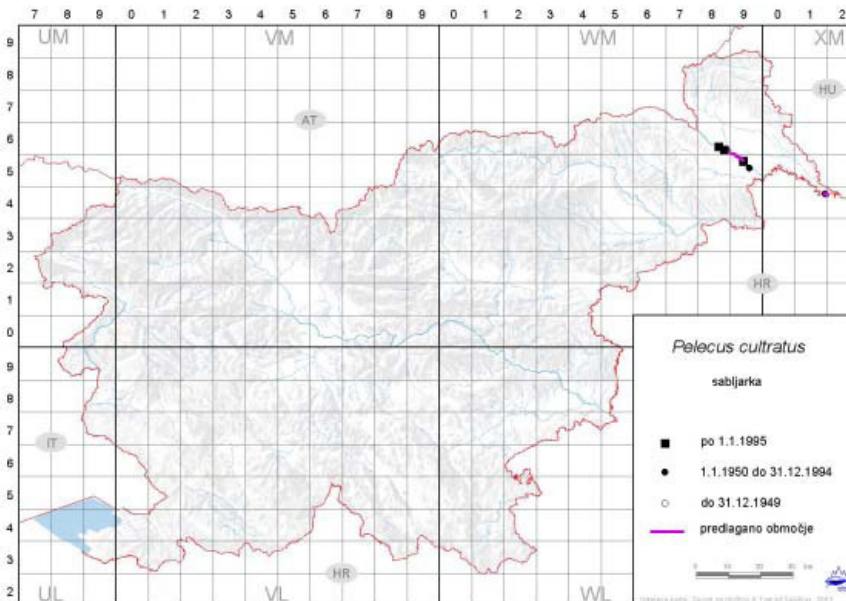 7 8 9 0 1 2 3 4 5 6 7 8 9 0 1 2 3 4 5 6 7 8 9 0 1 2
UM VM WM XM
9
8
7
6
5
4
3
2
1
0
9
8
7
6
5
4
3
2
AT
HU
HR
IT
HR
UL VL WL
Pelecus cultratus
sabljarka
po 1.1.1995
1.1.1950 do 31.12.1994
do 31.12.1949
predlagano območje